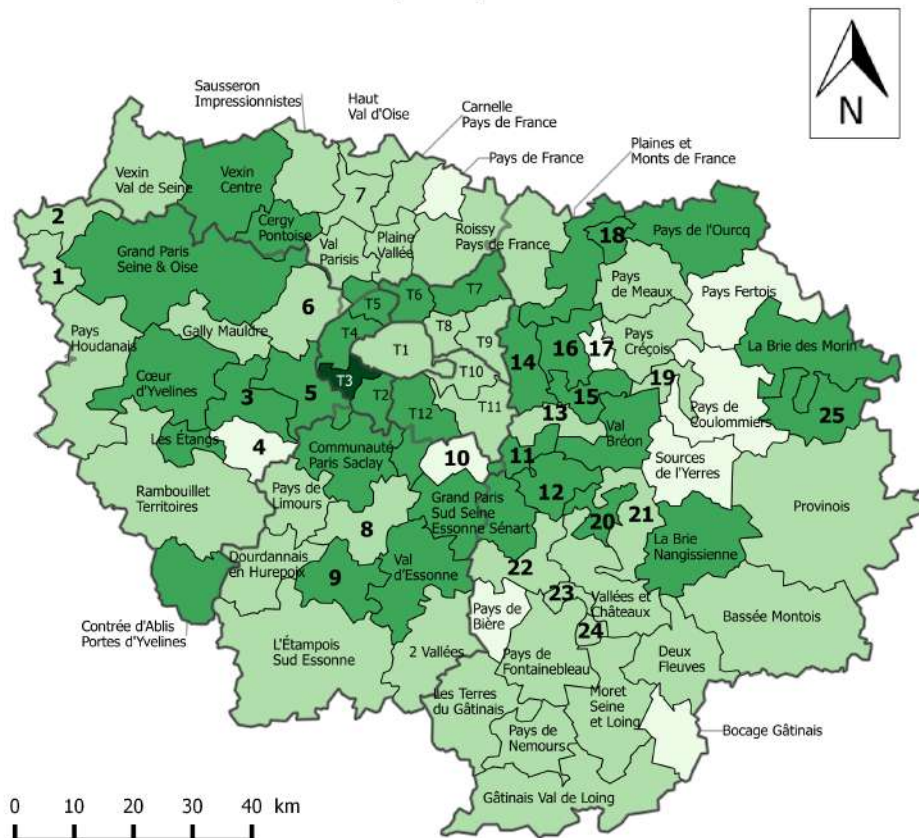 N
Sausseron
Impressionnistes
Haut
Val d'Oise
Carnelle
Pays de France
Pays de France
Plaines et
Monts de France
Vexin
Val de Seine
Vexin
Centre
7
2
Cergy
Pontoise
Val
Parisis
Plaine
Vallée
Roissy
Pays de France
18
Pays de l'Ourcq
Grand Paris
Seine & Oise
1
6
T5
T6
T7
Pays
de Meaux
Pays Fertois
Pays
Houdanais
Gally Mauldre
T4
T8
T1
T9
14
16
17
Pays
Créçois
La Brie des Morin
Cœur
d'Yvelines
3
5
T3
T2
T10
T11
T12
15
13
19
25
Les Étangs
4
Communauté
Paris Saclay
10
11
Val
Bréon
Pays de
Coulommiers
Sources
de l'Yerres
Rambouillet
Territoires
Pays de
Limours
Grand Paris
Sud Seine
Essonne Sénart
12
Provinois
8
20
21
La Brie
Nangissienne
Dourdannais
en Hurepoix
9
Val
d'Essonne
22
23
Vallées et
Châteaux
Contrée d'Ablis
Portes d'Yvelines
Pays de
Bière
24
Bassée Montois
L'Étampois
Sud Essonne
2 Vallées
Pays de
Fontainebleau
Deux
Fleuves
Les Terres
du Gâtinais
Moret
Seine
et Loing
Pays de
Nemours
Bocage Gâtinais
Gâtinais Val de Loing
0 10 20 30 40 km